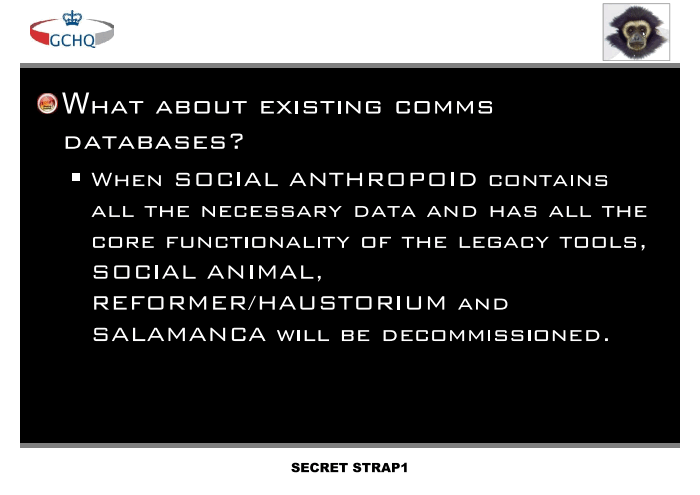 GCHQ
WHAT ABOUT EXISTING COMMS
DATABASES?
WHEN SOCIAL ANTHROPOID CONTAINS
ALL THE NECESSARY DATA AND HAS ALL THE
CORE FUNCTIONALITY OF THE LEGACY TOOLS,
SOCIAL ANIMAL,
REFORMER/HAUSTORIUM AND
SALAMANCA WILL BE DECOMMISSIONED.
SECRET STRAP1